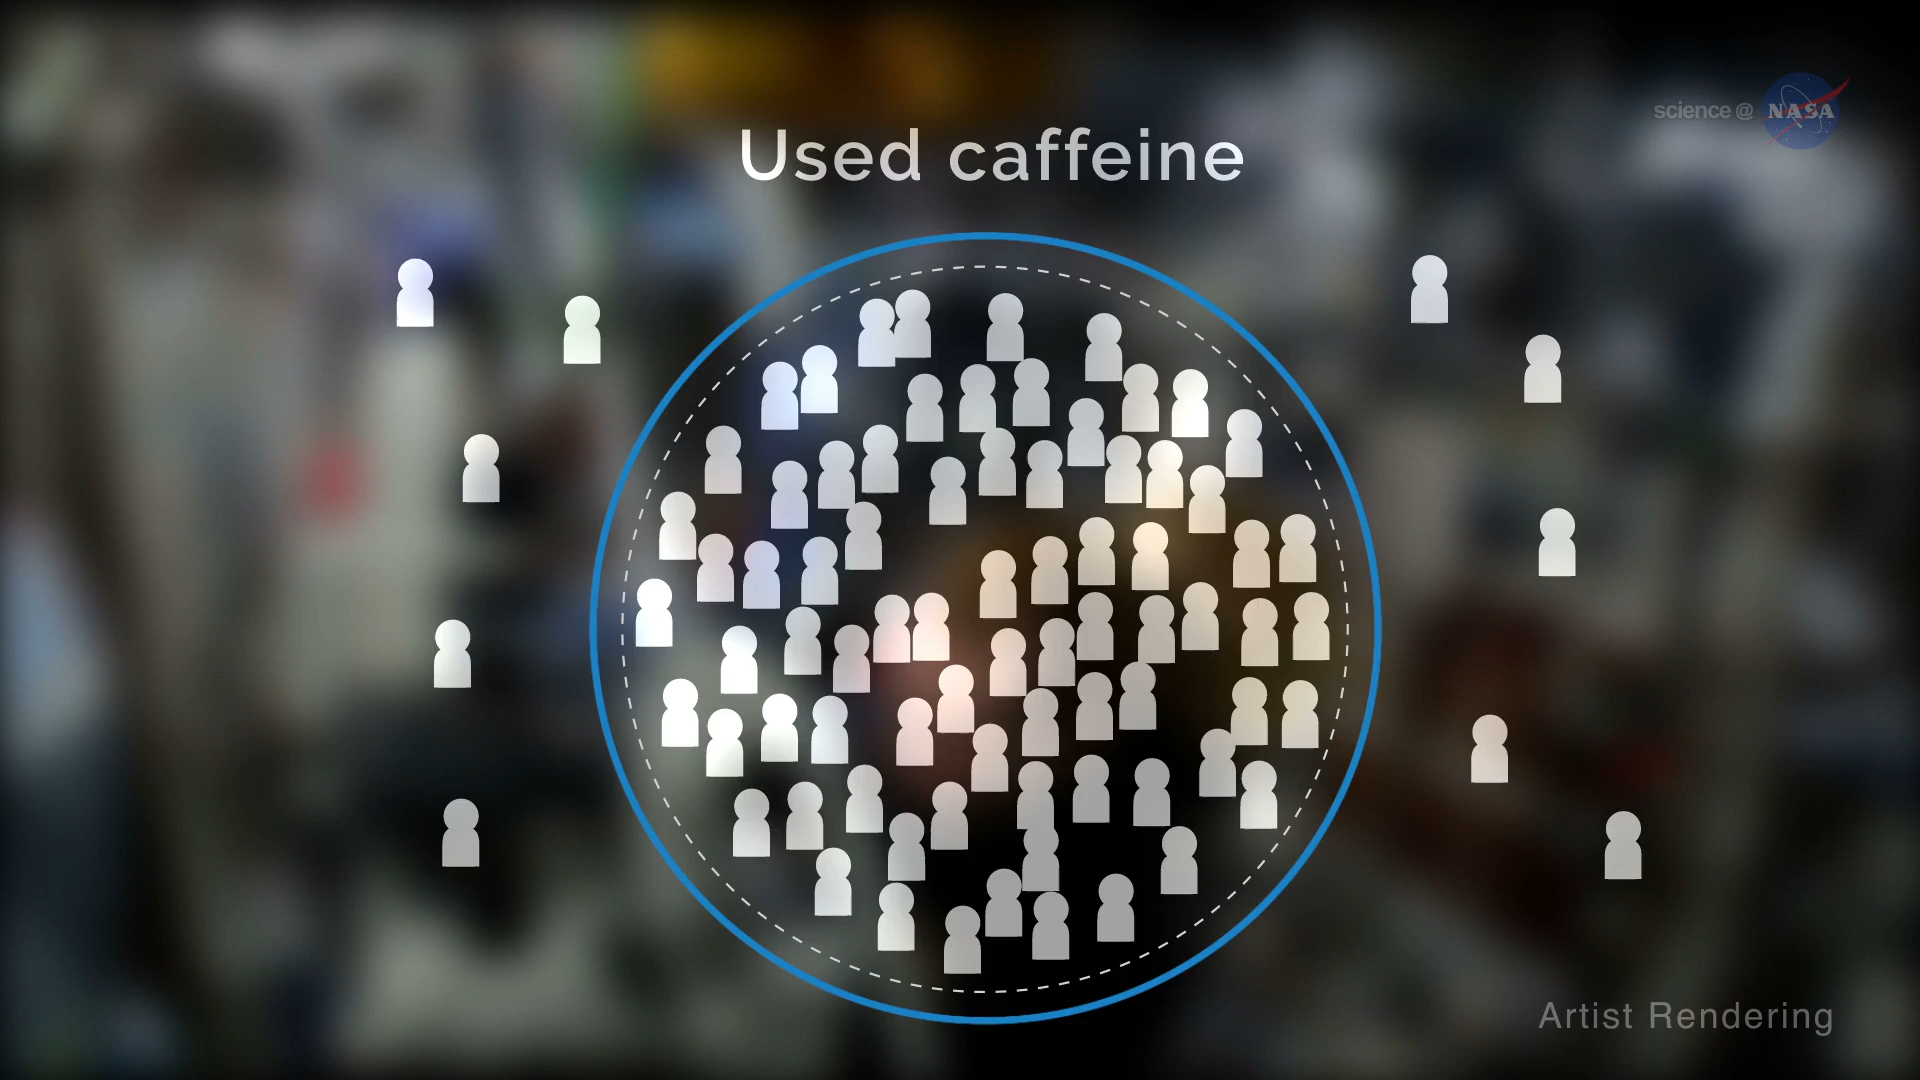 science @ NASA
Used caffeine
Artist Rendering